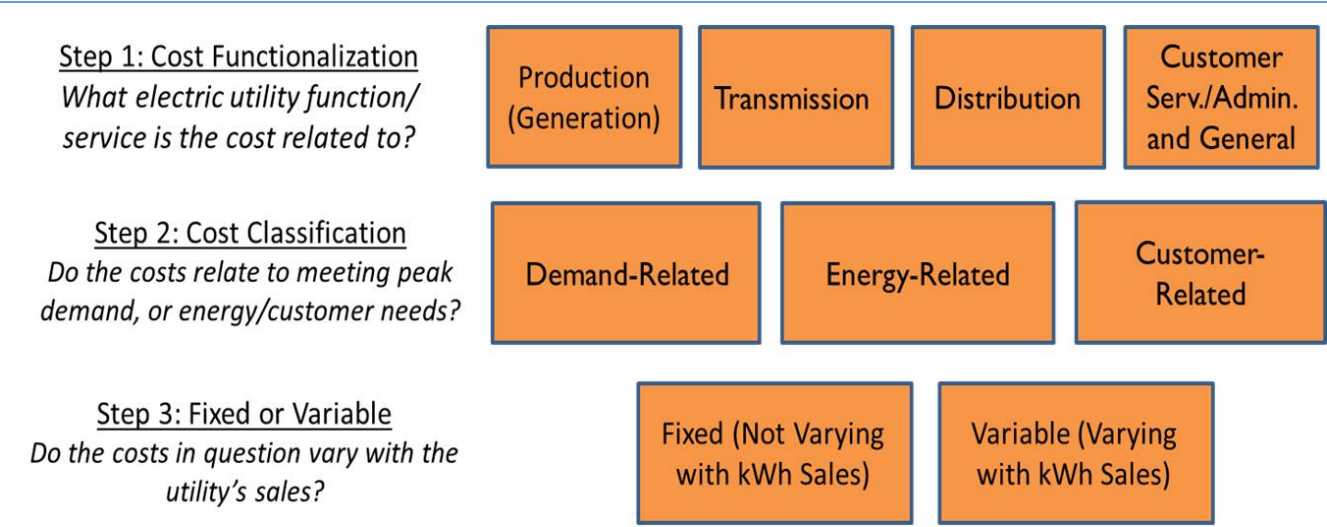 Step 1: Cost Functionalization
What electric utility function/
service is the cost related to?
Production
(Generation)
Transmission
Distribution
Customer
Serv./Admin.
and General
Step 2: Cost Classification
Do the costs relate to meeting peak
demand, or energy/customer needs?
Demand-Related
Energy-Related
Customer-
Related
Step 3: Fixed or Variable
Do the costs in question vary with the
utility's sales?
Fixed (Not Varying
with kWh Sales)
Variable (Varying
with kWh Sales)